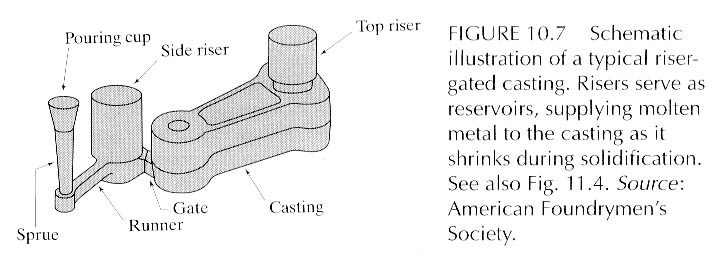 Pouring cup
Side riser
Top riser
Sprue
Runner
Gate
Casting
FIGURE 10.7 Schematic
illustration of a typical riser-
gated casting. Risers serve as
reservoirs, supplying molten
metal to the casting as it
shrinks during solidification.
See also Fig. 11.4. Source:
American Foundrymen's
Society.